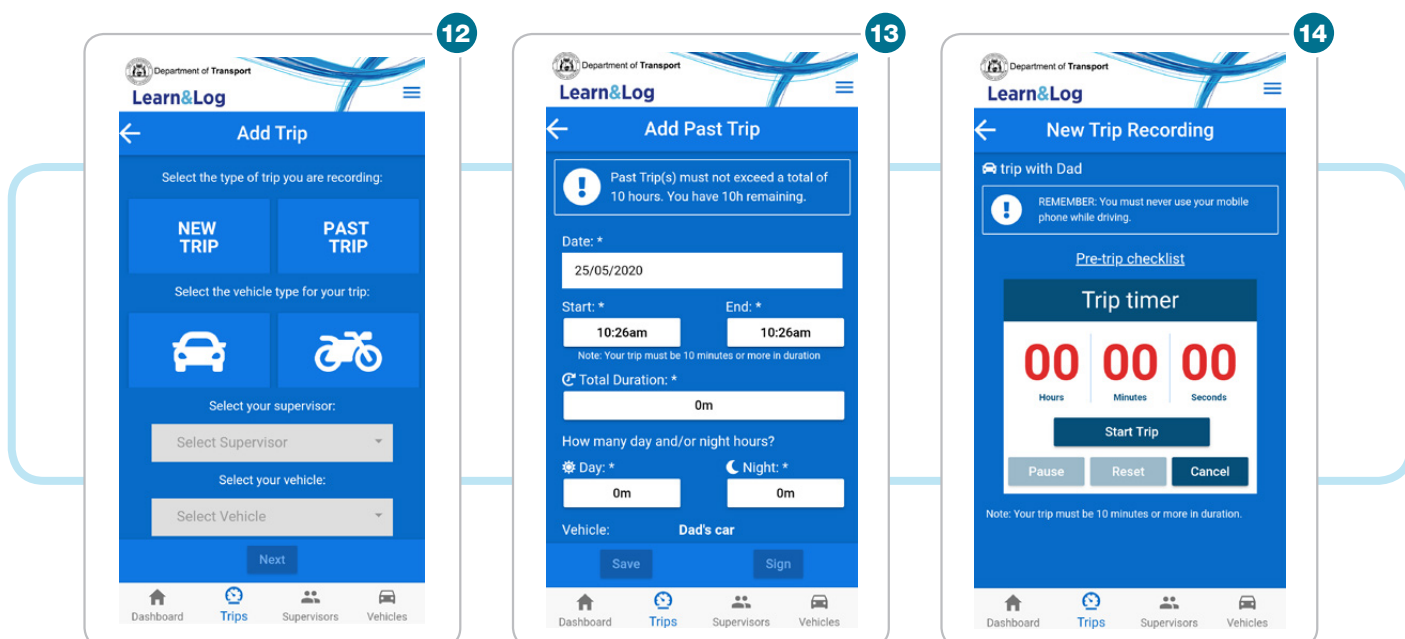 12
Department of Transport
Learn&Log
Add Trip
Select the type of trip you are recording:
NEW TRIP
PAST TRIP
Select the vehicle type for your trip:
Select your supervisor:
Select Supervisor
Select your vehicle:
Select Vehicle
Next
Dashboard Trips Supervisors Vehicles
13
Department of Transport
Learn&Log
Add Past Trip
Past Trip(s) must not exceed a total of
10 hours. You have 10h remaining.
Date: *
25/05/2020
Start: * End: *
10:26am 10:26am
Note: Your trip must be 10 minutes or more in duration
Total Duration: *
0m
How many day and/or night hours?
Day: * Night: *
0m 0m
Vehicle: Dad's car
Save Sign
Dashboard Trips Supervisors Vehicles
14
Department of Transport
Learn&Log
New Trip Recording
trip with Dad
REMEMBER: You must never use your mobile
phone while driving.
Pre-trip checklist
Trip timer
00 00 00
Hours Minutes Seconds
Start Trip
Pause Reset Cancel
Note: Your trip must be 10 minutes or more in duration.
Dashboard Trips Supervisors Vehicles